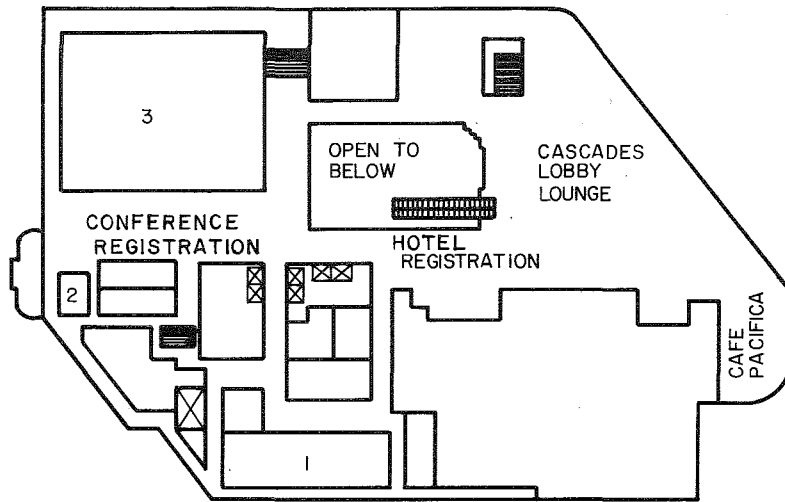 3
OPEN TO
BELOW
CASCADES
LOBBY
LOUNGE
CONFERENCE
REGISTRATION
HOTEL
REGISTRATION
2
CAFE
PACIFICA
1